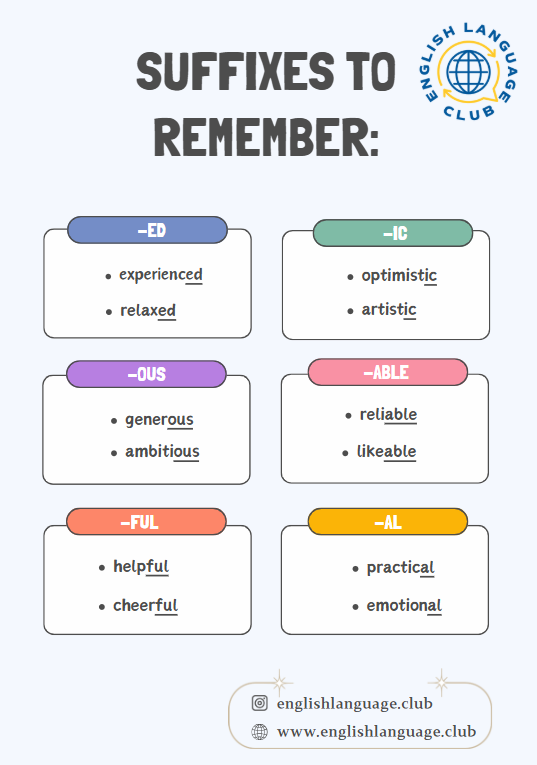 SUFFIXES TO
REMEMBER:
ENGLISH LANGUAGE
CLUB
-ED
• experienced
• relaxed
-IC
• optimistic
• artistic
-OUS
• generous
• ambitious
-ABLE
• reliable
• likeable
-FUL
• helpful
• cheerful
-AL
• practical
• emotional
englishlanguage.club
www.englishlanguage.club